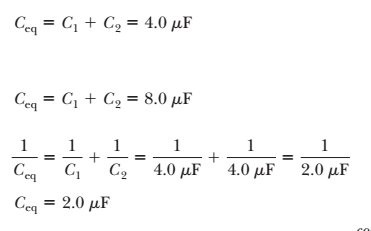 C_eq = C_1 + C_2 = 4.0 μF
C_eq = C_1 + C_2 = 8.0 μF
1/C_eq = 1/C_1 + 1/C_2 = 1/4.0 μF + 1/4.0 μF = 1/2.0 μF
C_eq = 2.0 μF